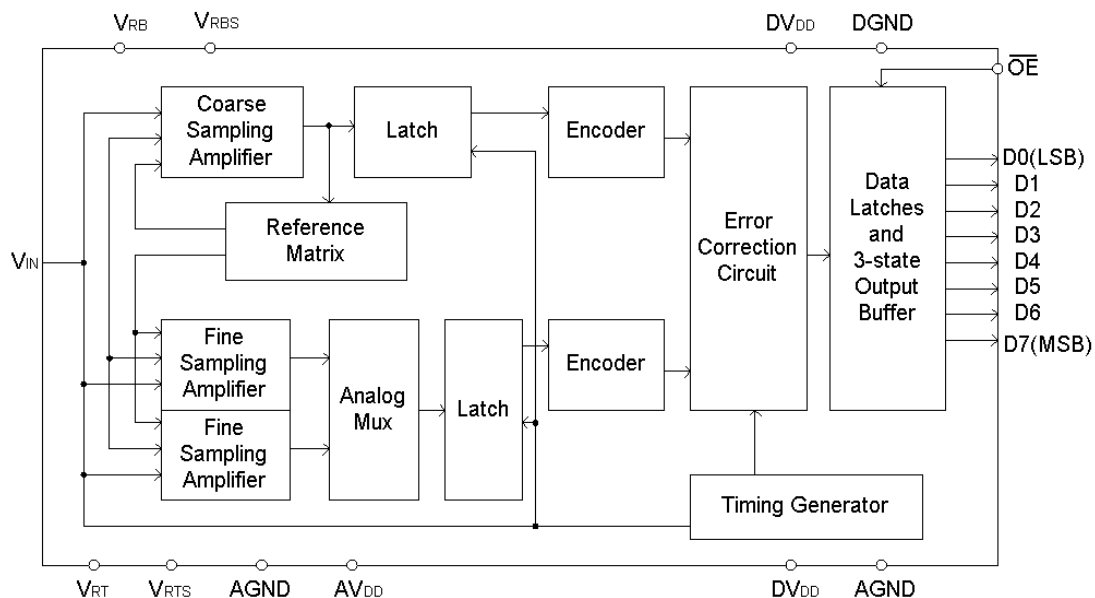 VRB
VRBS
DVDD
DGND
OE
Coarse
Sampling
Amplifier
Latch
Encoder
Error
Correction
Circuit
Data
Latches
and
3-state
Output
Buffer
D0(LSB)
D1
D2
D3
D4
D5
D6
D7(MSB)
Reference
Matrix
VIN
Fine
Sampling
Amplifier
Fine
Sampling
Amplifier
Analog
Mux
Latch
Encoder
Timing Generator
VRT
VRTS
AGND
AVDD
DVDD
AGND